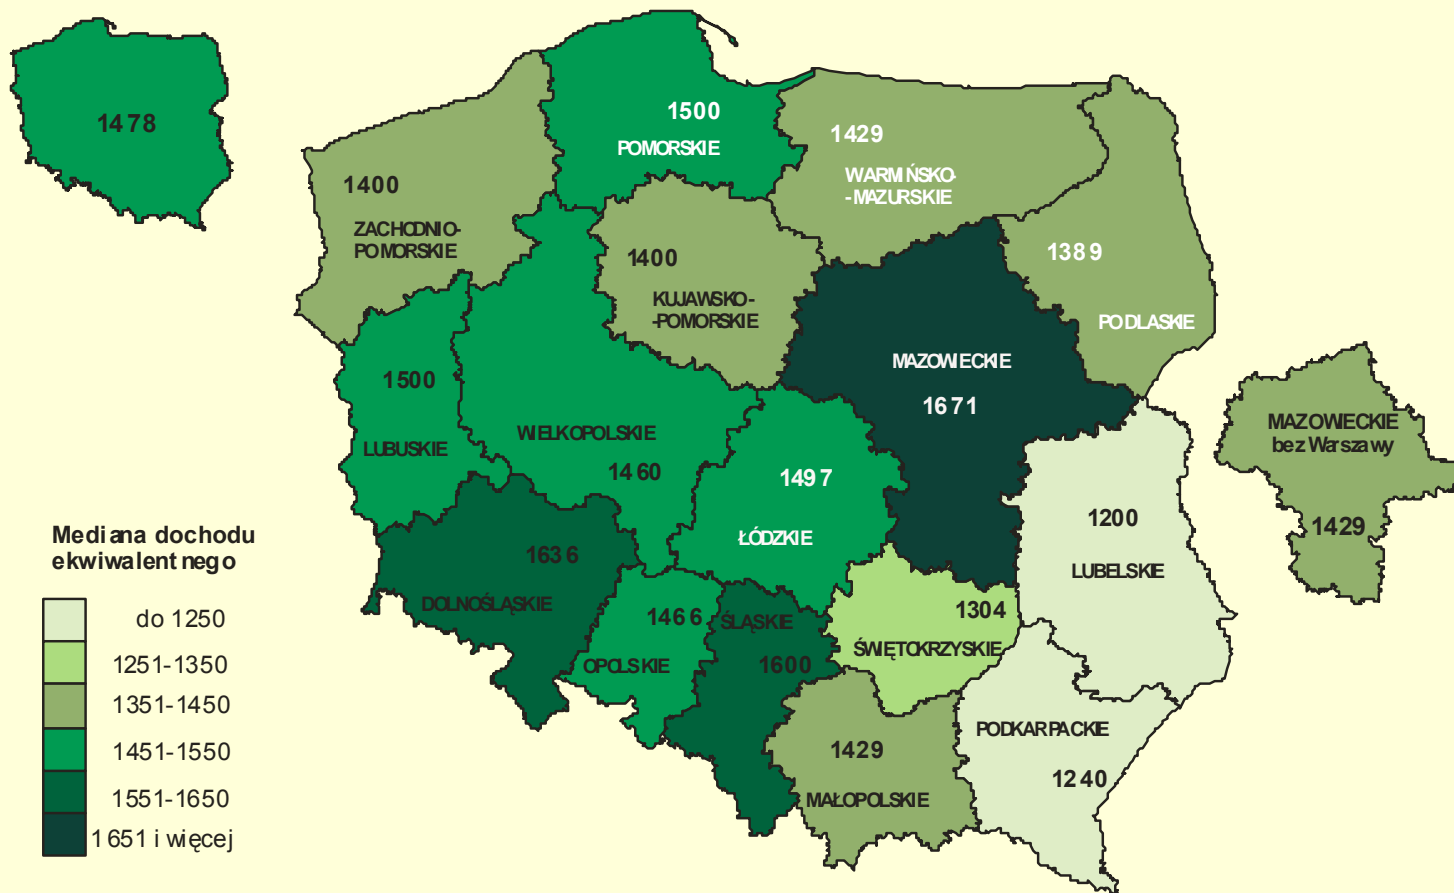 1478
1500
POMORSKIE
1429
WARMIŃSKO-
-MAZURSKIE
1400
ZACHODNIO-
POMORSKIE
1400
KUJAWSKO-
-POMORSKIE
1389
PODLASKIE
1500
LUBUSKIE
WIELKOPOLSKIE
1460
MAZOWIECKIE
1671
1497
ŁÓDZKIE
MAZOWIECKIE
bez Warszawy
1429
1200
LUBELSKIE
1636
DOLNOŚLĄSKIE
1466
OPOLSKIE
ŚLĄSKIE
1600
1304
ŚWIĘTOKRZYSKIE
1429
MAŁOPOLSKIE
PODKARPACKIE
1240
Mediana dochodu
ekwiwalentnego
do 1250
1251-1350
1351-1450
1451-1550
1551-1650
1651 i więcej